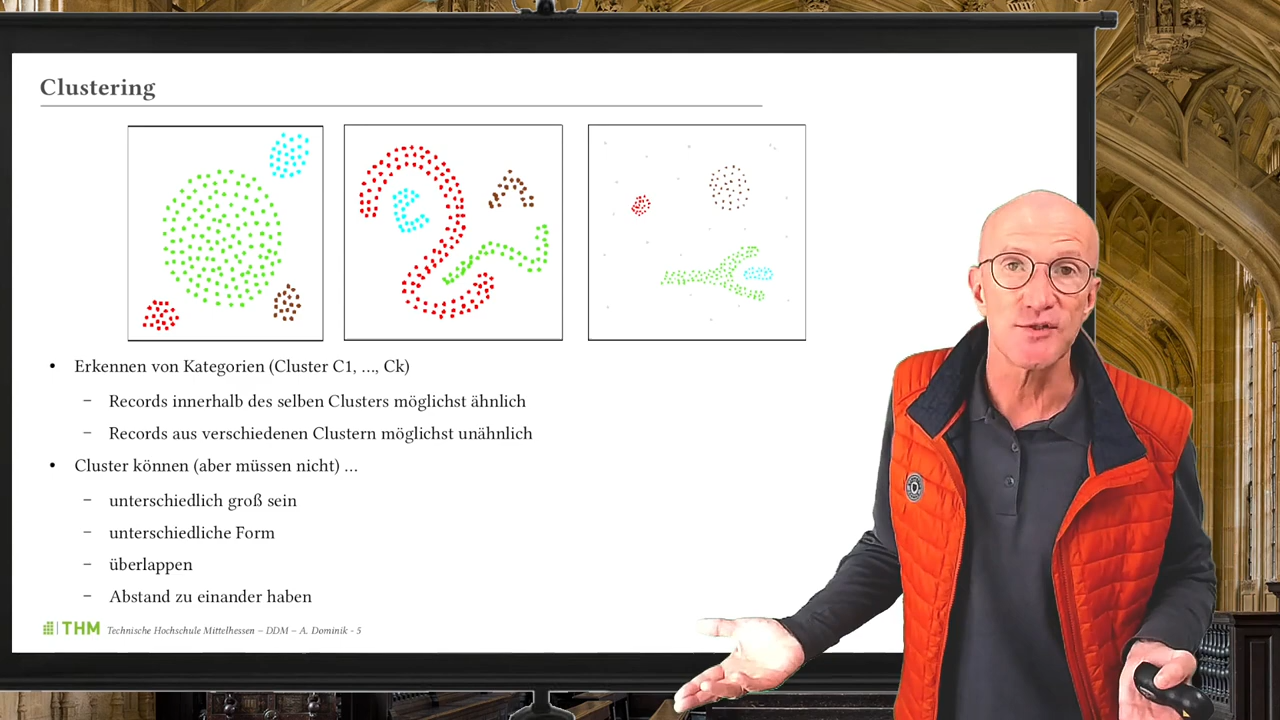 Clustering
• Erkennen von Kategorien (Cluster C1, ..., Ck)
– Records innerhalb des selben Clusters möglichst ähnlich
– Records aus verschiedenen Clustern möglichst unähnlich
• Cluster können (aber müssen nicht) ...
– unterschiedlich groß sein
– unterschiedliche Form
– überlappen
– Abstand zu einander haben
THM Technische Hochschule Mittelhessen – DDM – A. Dominik - 5